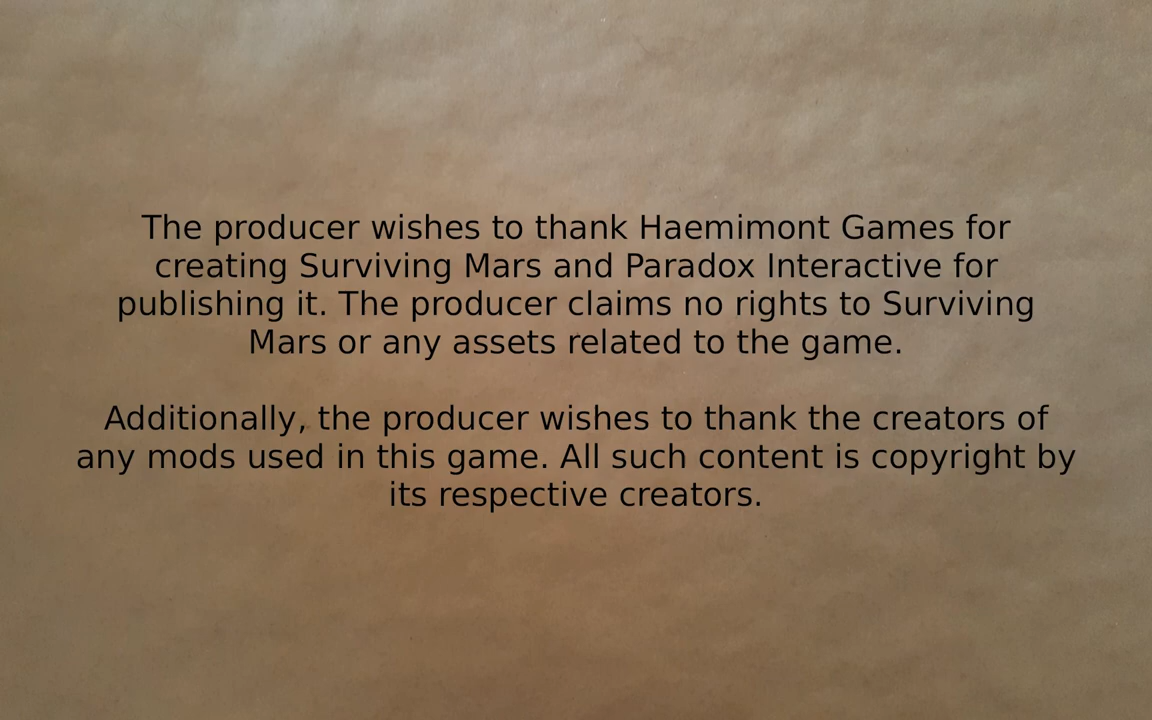 The producer wishes to thank Haemimont Games for
creating Surviving Mars and Paradox Interactive for
publishing it. The producer claims no rights to Surviving
Mars or any assets related to the game.
Additionally, the producer wishes to thank the creators of
any mods used in this game. All such content is copyright by
its respective creators.